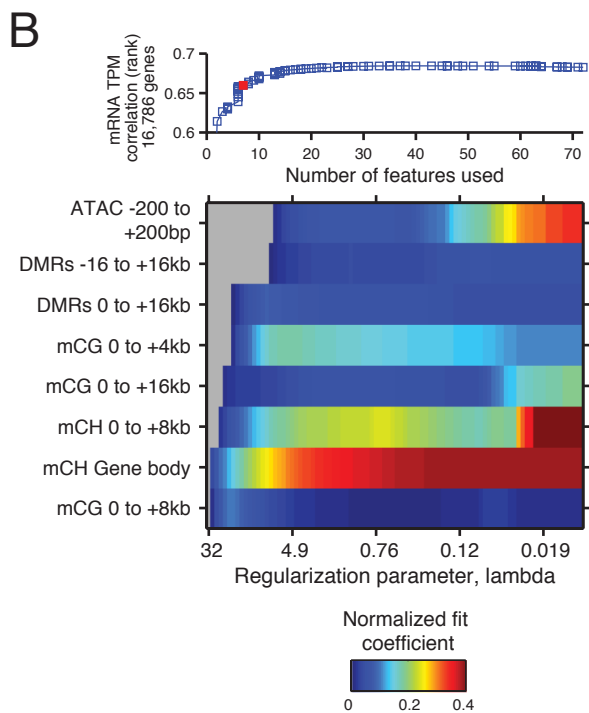 B
mRNA TPM
correlation (rank)
16,786 genes
0.7
0.65
0.6
0 10 20 30 40 50 60 70
Number of features used
ATAC -200 to
+200bp
DMRs -16 to +16kb
DMRs 0 to +16kb
mCG 0 to +4kb
mCG 0 to +16kb
mCH 0 to +8kb
mCH Gene body
mCG 0 to +8kb
32 4.9 0.76 0.12 0.019
Regularization parameter, lambda
Normalized fit
coefficient
0 0.2 0.4